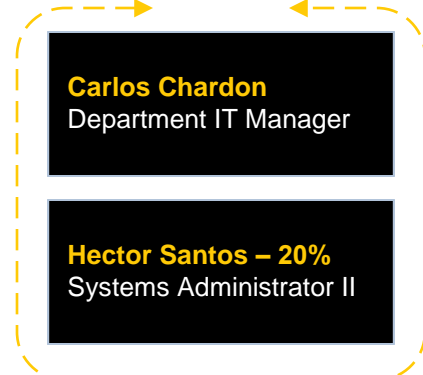 Carlos Chardon
Department IT Manager
Hector Santos – 20%
Systems Administrator II